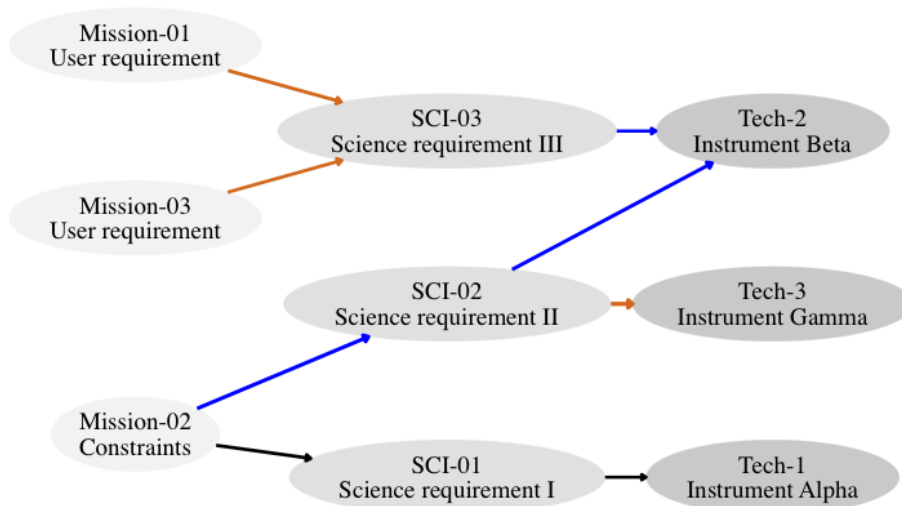 Mission-01
User requirement
SCI-03
Science requirement III
Tech-2
Instrument Beta
Mission-03
User requirement
SCI-02
Science requirement II
Tech-3
Instrument Gamma
Mission-02
Constraints
SCI-01
Science requirement I
Tech-1
Instrument Alpha